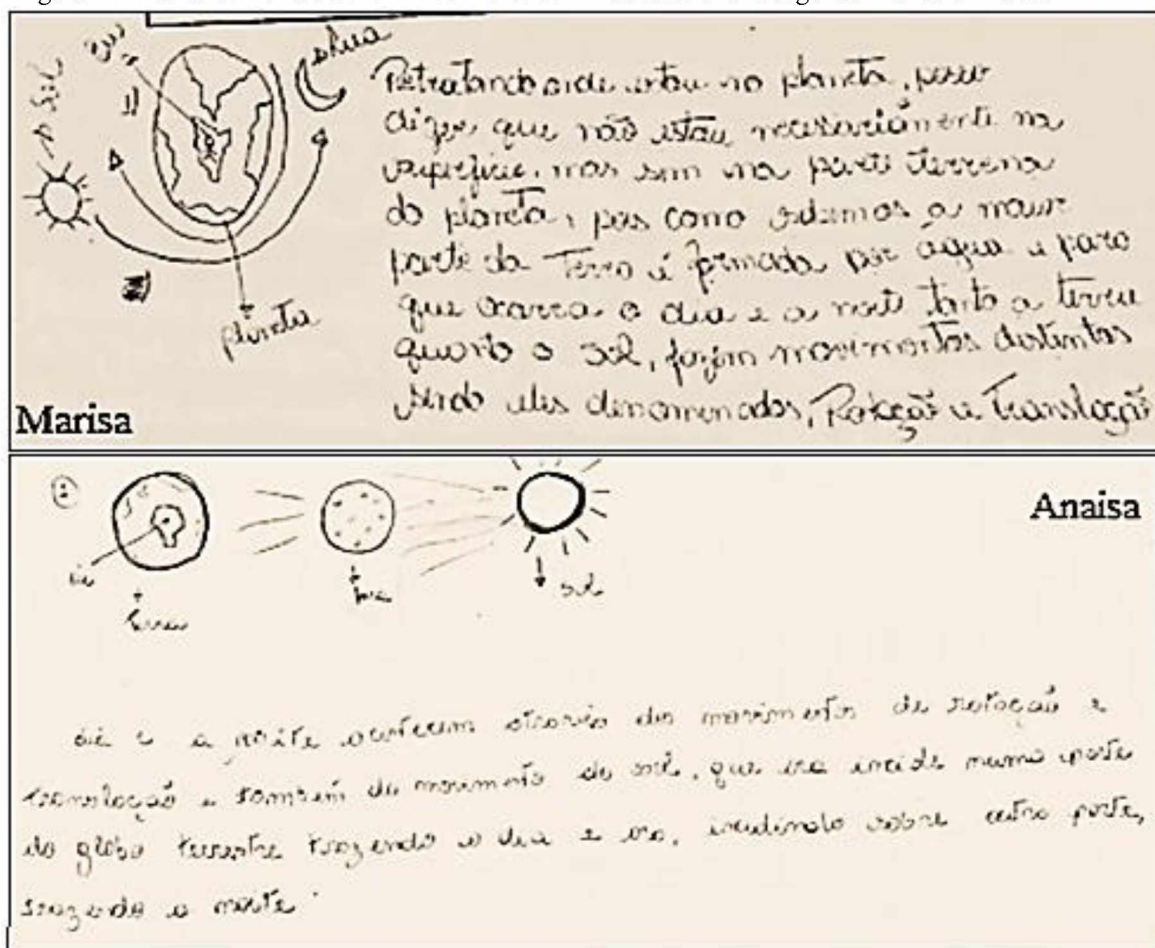 eu
Sol
Lua
planeta
Retratando onde estou no planeta, posso
dizer que não estou necessariamente na
superfície, mas sim na parte terrena
do planeta, pois como sabemos a maior
parte da Terra é formada por água e para
que ocorra o dia e a noite tanto a terra
quanto o sol, fazem movimentos distintos
sendo eles denominados, Rotação e Translação
Marisa
Anaisa
eu
Terra
lua
sol
dia e a noite acontecem através dos movimentos de rotação e
translação e também do movimento do sol, que ora incide numa parte
do globo terrestre trazendo o dia e ora, incidindo sobre outra parte,
trazendo a noite.